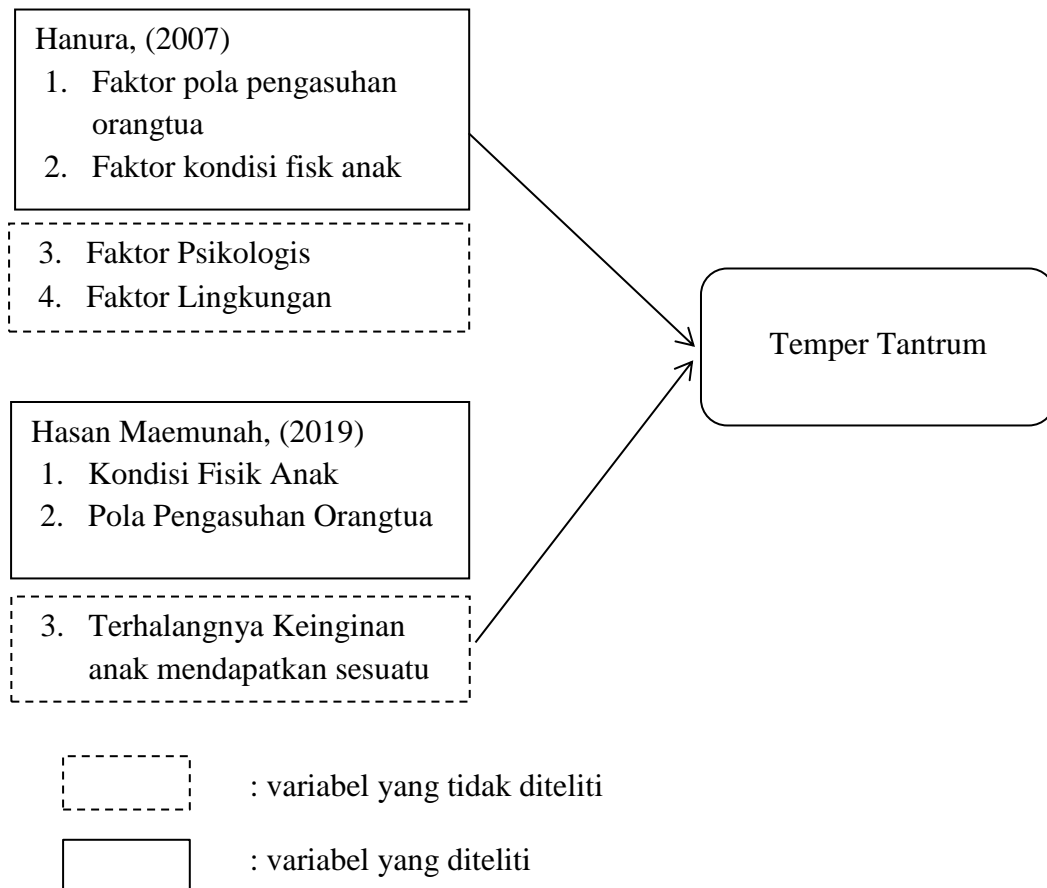 Hanura, (2007)
1. Faktor pola pengasuhan
orangtua
2. Faktor kondisi fisk anak
3. Faktor Psikologis
4. Faktor Lingkungan
Temper Tantrum
Hasan Maemunah, (2019)
1. Kondisi Fisik Anak
2. Pola Pengasuhan Orangtua
3. Terhalangnya Keinginan
anak mendapatkan sesuatu
: variabel yang tidak diteliti
: variabel yang diteliti